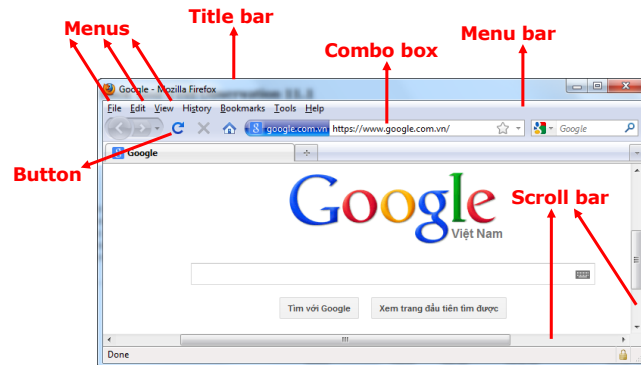 Title bar
Menus
Menu bar
Combo box
Google - Mozilla Firefox
File Edit View History Bookmarks Tools Help
google.com.vn https://www.google.com.vn/
Google
Google
Button
Google
Việt Nam
Scroll bar
Tìm với Google
Xem trang đầu tiên tìm được
Done